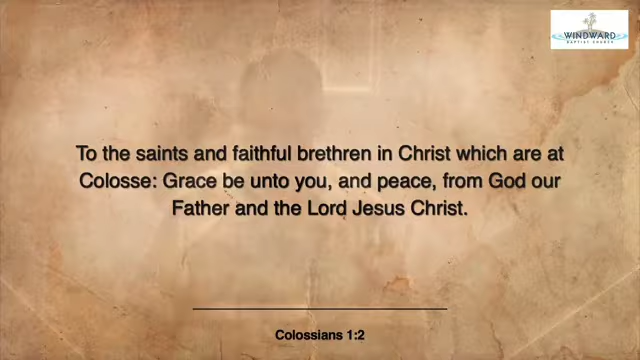 WINDWARD
BAPTIST CHURCH
To the saints and faithful brethren in Christ which are at
Colosse: Grace be unto you, and peace, from God our
Father and the Lord Jesus Christ.
Colossians 1:2